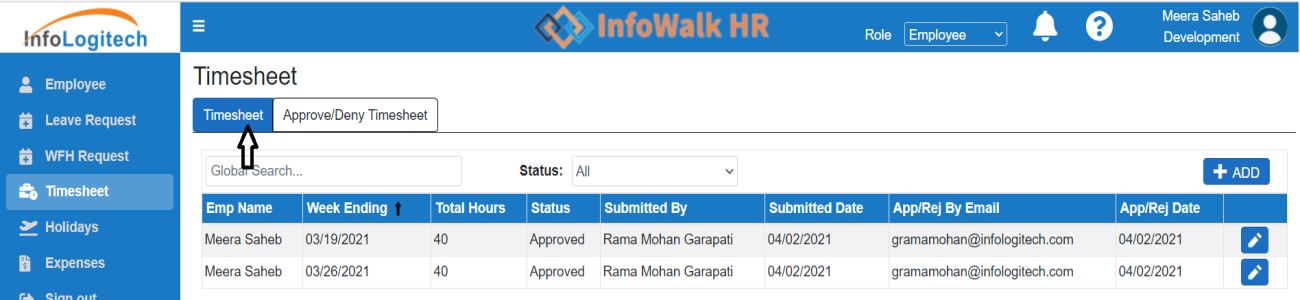 InfoLogitech
InfoWalk HR
Role Employee
Meera Saheb
Development
Employee
Leave Request
WFH Request
Timesheet
Holidays
Expenses
Sign out
Timesheet
Timesheet Approve/Deny Timesheet
Global Search... Status: All + ADD
Emp Name Week Ending Total Hours Status Submitted By Submitted Date App/Rej By Email App/Rej Date
Meera Saheb 03/19/2021 40 Approved Rama Mohan Garapati 04/02/2021 gramamohan@infologitech.com 04/02/2021
Meera Saheb 03/26/2021 40 Approved Rama Mohan Garapati 04/02/2021 gramamohan@infologitech.com 04/02/2021